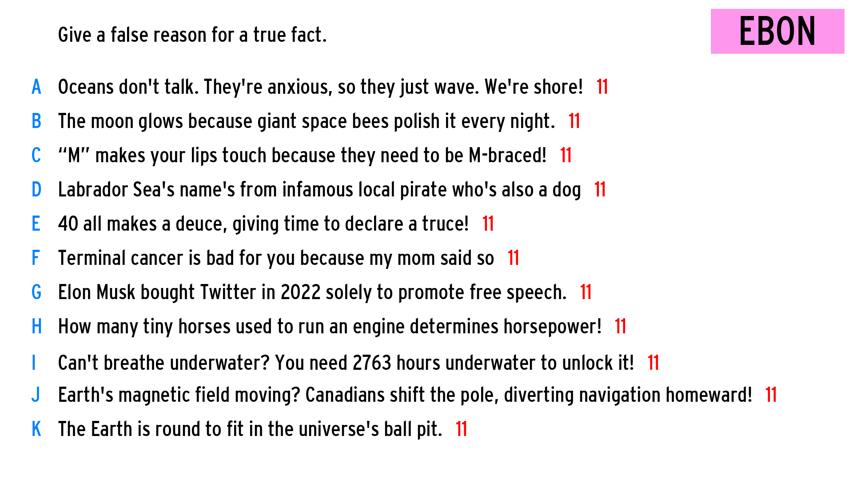 Give a false reason for a true fact.
EBON
A Oceans don't talk. They're anxious, so they just wave. We're shore! 11
B The moon glows because giant space bees polish it every night. 11
C “M” makes your lips touch because they need to be M-braced! 11
D Labrador Sea's name's from infamous local pirate who's also a dog 11
E 40 all makes a deuce, giving time to declare a truce! 11
F Terminal cancer is bad for you because my mom said so 11
G Elon Musk bought Twitter in 2022 solely to promote free speech. 11
H How many tiny horses used to run an engine determines horsepower! 11
I Can't breathe underwater? You need 2763 hours underwater to unlock it! 11
J Earth's magnetic field moving? Canadians shift the pole, diverting navigation homeward! 11
K The Earth is round to fit in the universe's ball pit. 11